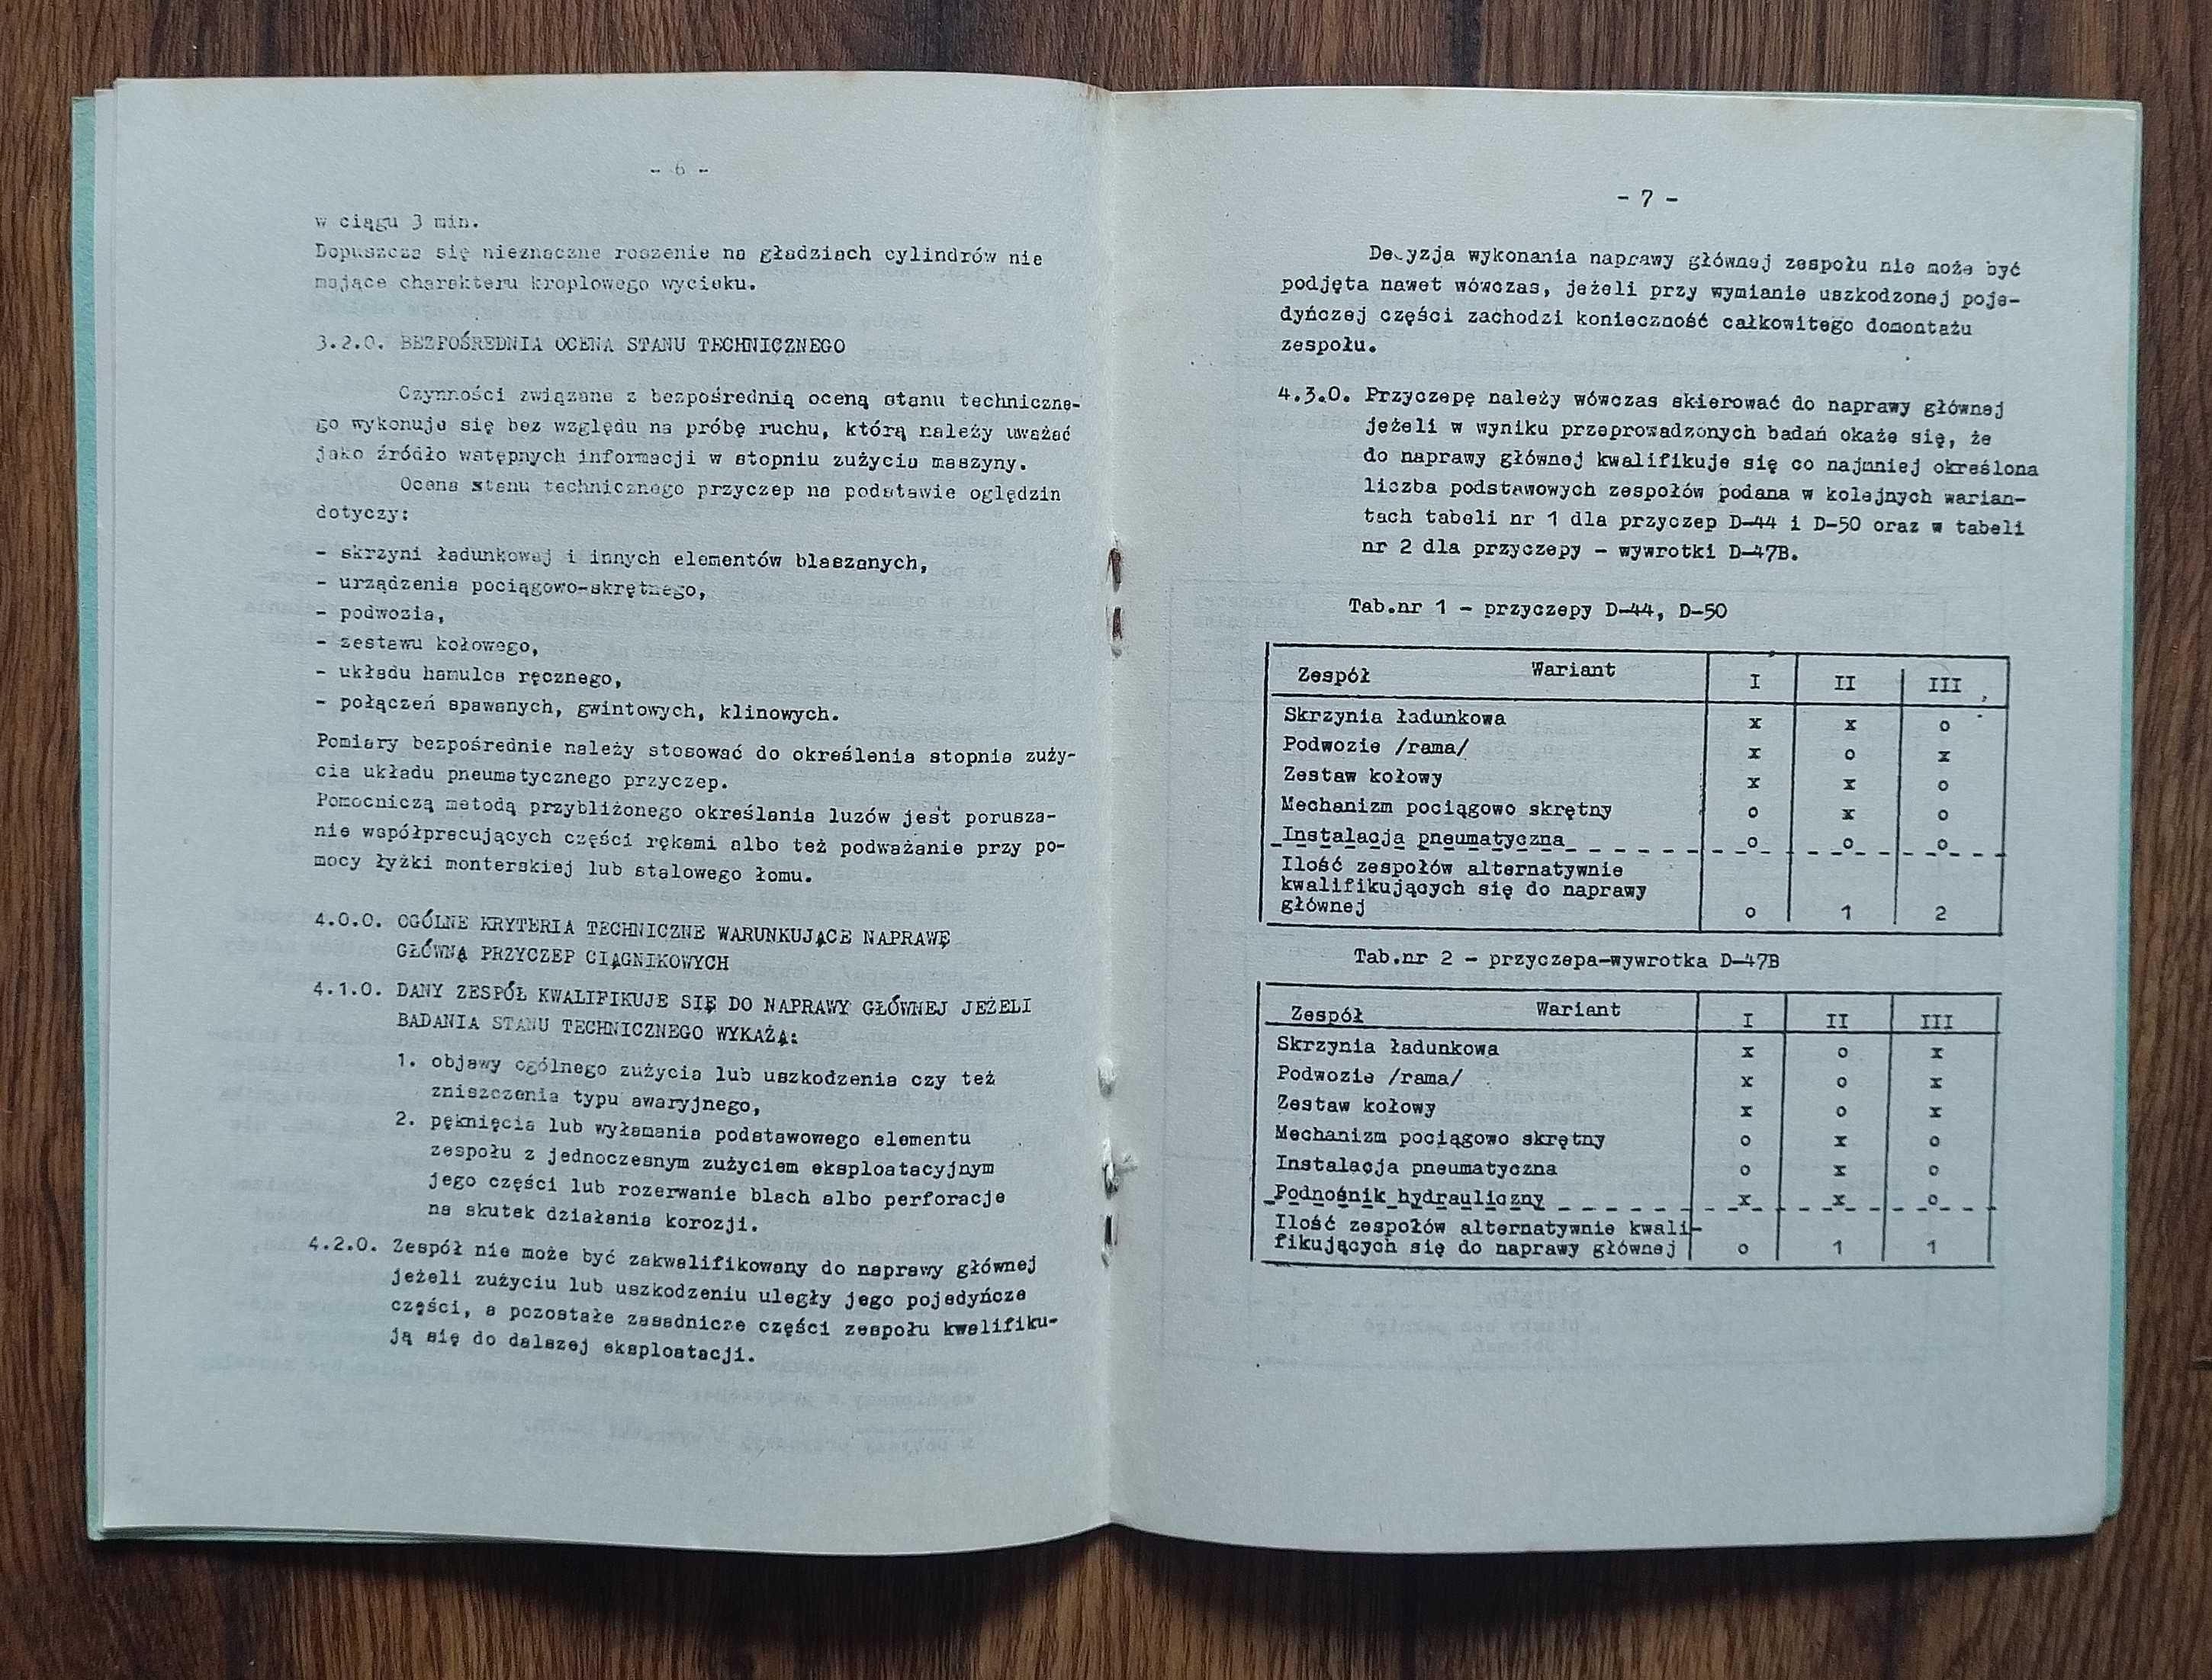 - 6 -
w ciągu 3 min.
Dopuszcza się nieznaczne roszenie na gładziach cylindrów nie
mające charakteru kroplowego wycieku.
3.2.0. BEZPOŚREDNIA OCENA STANU TECHNICZNEGO
Czynności związane z bezpośrednią oceną stanu techniczne-
go wykonuje się bez względu na próbę ruchu, którą należy uważać
jako źródło wstępnych informacji w stopniu zużycia maszyny.
Ocena stanu technicznego przyczep na podstawie oględzin
dotyczy:
- skrzyni ładunkowej i innych elementów blaszanych,
- urządzenia pociągowo-skrętnego,
- podwozia,
- zestawu kołowego,
- układu hamulca ręcznego,
- połączeń spawanych, gwintowych, klinowych.
Pomiary bezpośrednie należy stosować do określenia stopnia zuży-
cia układu pneumatycznego przyczep.
Pomocniczą metodą przybliżonego określania luzów jest porusza-
nie współpracujących części rękami albo też podważanie przy po-
mocy łyżki monterskiej lub stalowego łomu.
4.0.0. OGÓLNE KRYTERIA TECHNICZNE WARUNKUJĄCE NAPRAWĘ
GŁÓWNĄ PRZYCZEP CIĄGNIKOWYCH
4.1.0. DANY ZESPÓŁ KWALIFIKUJE SIĘ DO NAPRAWY GŁÓWNEJ JEŻELI
BADANIA STANU TECHNICZNEGO WYKAŻĄ:
1. objawy ogólnego zużycia lub uszkodzenia czy też
zniszczenia typu awaryjnego,
2. pęknięcia lub wyłamania podstawowego elementu
zespołu z jednoczesnym zużyciem eksploatacyjnym
jego części lub rozerwanie blach albo perforacje
na skutek działania korozji.
4.2.0. Zespół nie może być zakwalifikowany do naprawy głównej
jeżeli zużyciu lub uszkodzeniu uległy jego pojedyńcze
części, a pozostałe zasadnicze części zespołu kwalifiku-
ją się do dalszej eksploatacji.
- 7 -
Decyzja wykonania naprawy głównej zespołu nie może być
podjęta nawet wówczas, jeżeli przy wymianie uszkodzonej poje-
dyńczej części zachodzi konieczność całkowitego demontażu
zespołu.
4.3.0. Przyczepę należy wówczas skierować do naprawy głównej
jeżeli w wyniku przeprowadzonych badań okaże się, że
do naprawy głównej kwalifikuje się co najmniej określona
liczba podstawowych zespołów podana w kolejnych warian-
tach tabeli nr 1 dla przyczep D-44 i D-50 oraz w tabeli
nr 2 dla przyczepy - wywrotki D-47B.
Tab.nr 1 - przyczepy D-44, D-50
Zespół Wariant I II III
Skrzynia ładunkowa x x o
Podwozie /rama/ x o x
Zestaw kołowy x x o
Mechanizm pociągowo skrętny o x o
Instalacja pneumatyczna o o o
Ilość zespołów alternatywnie
kwalifikujących się do naprawy
głównej o 1 2
Tab.nr 2 - przyczepa-wywrotka D-47B
Zespół Wariant I II III
Skrzynia ładunkowa x o x
Podwozie /rama/ x o x
Zestaw kołowy x o x
Mechanizm pociągowo skrętny o x o
Instalacja pneumatyczna o x o
Podnośnik hydrauliczny x x o
Ilość zespołów alternatywnie kwali-
fikujących się do naprawy głównej o 1 1